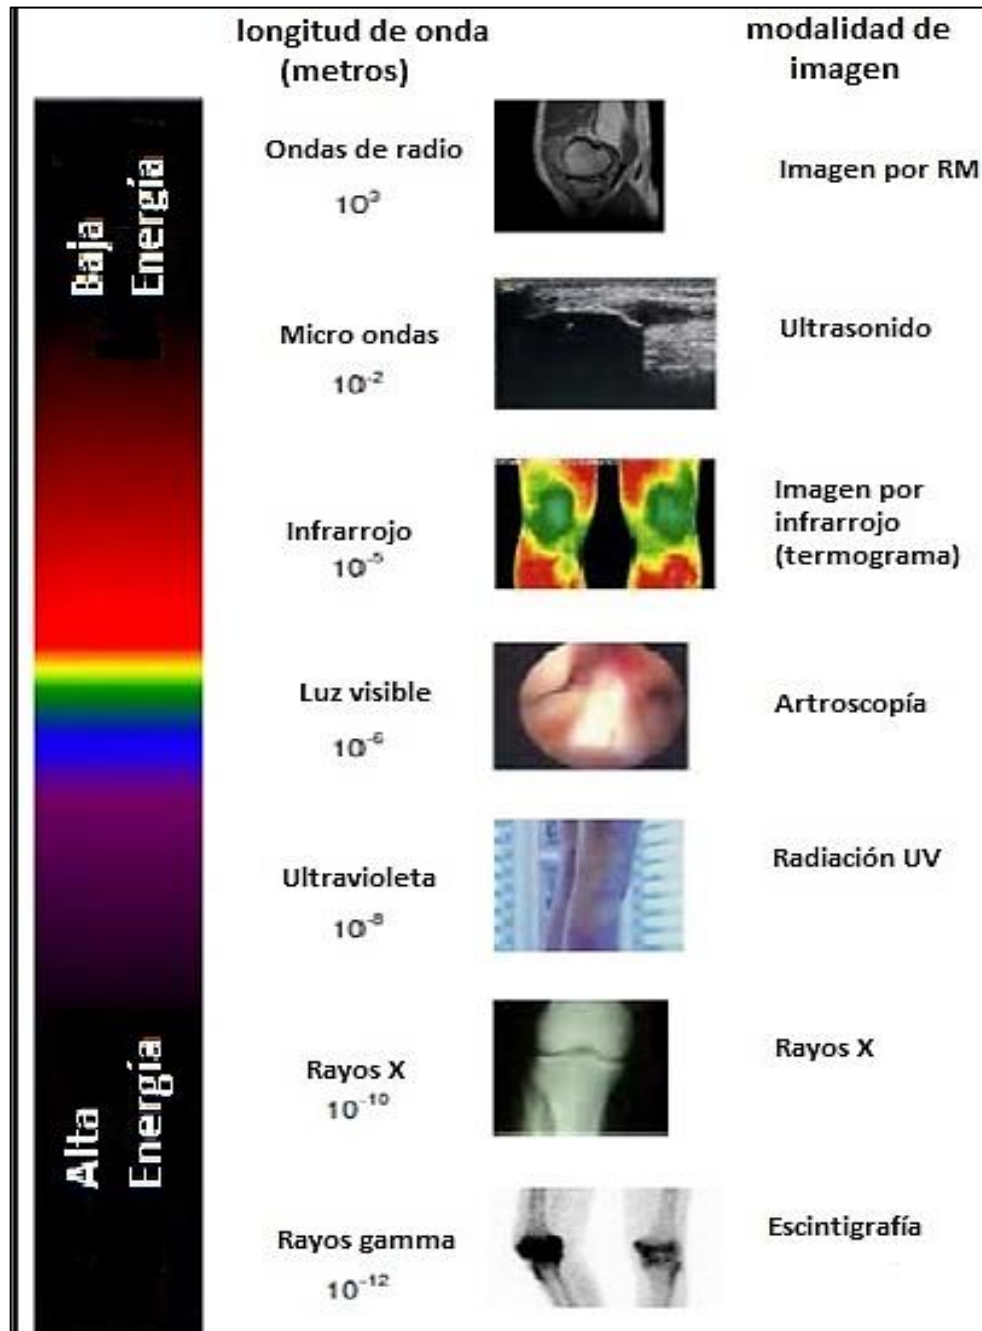 longitud de onda
(metros)
modalidad de
imagen
Baja
Energía
Ondas de radio
10³
Imagen por RM
Micro ondas
10⁻²
Ultrasonido
Infrarrojo
10⁻⁵
Imagen por
infrarrojo
(termograma)
Luz visible
10⁻⁶
Artroscopía
Ultravioleta
10⁻⁸
Radiación UV
Alta
Energía
Rayos X
10⁻¹⁰
Rayos X
Rayos gamma
10⁻¹²
Escintigrafía